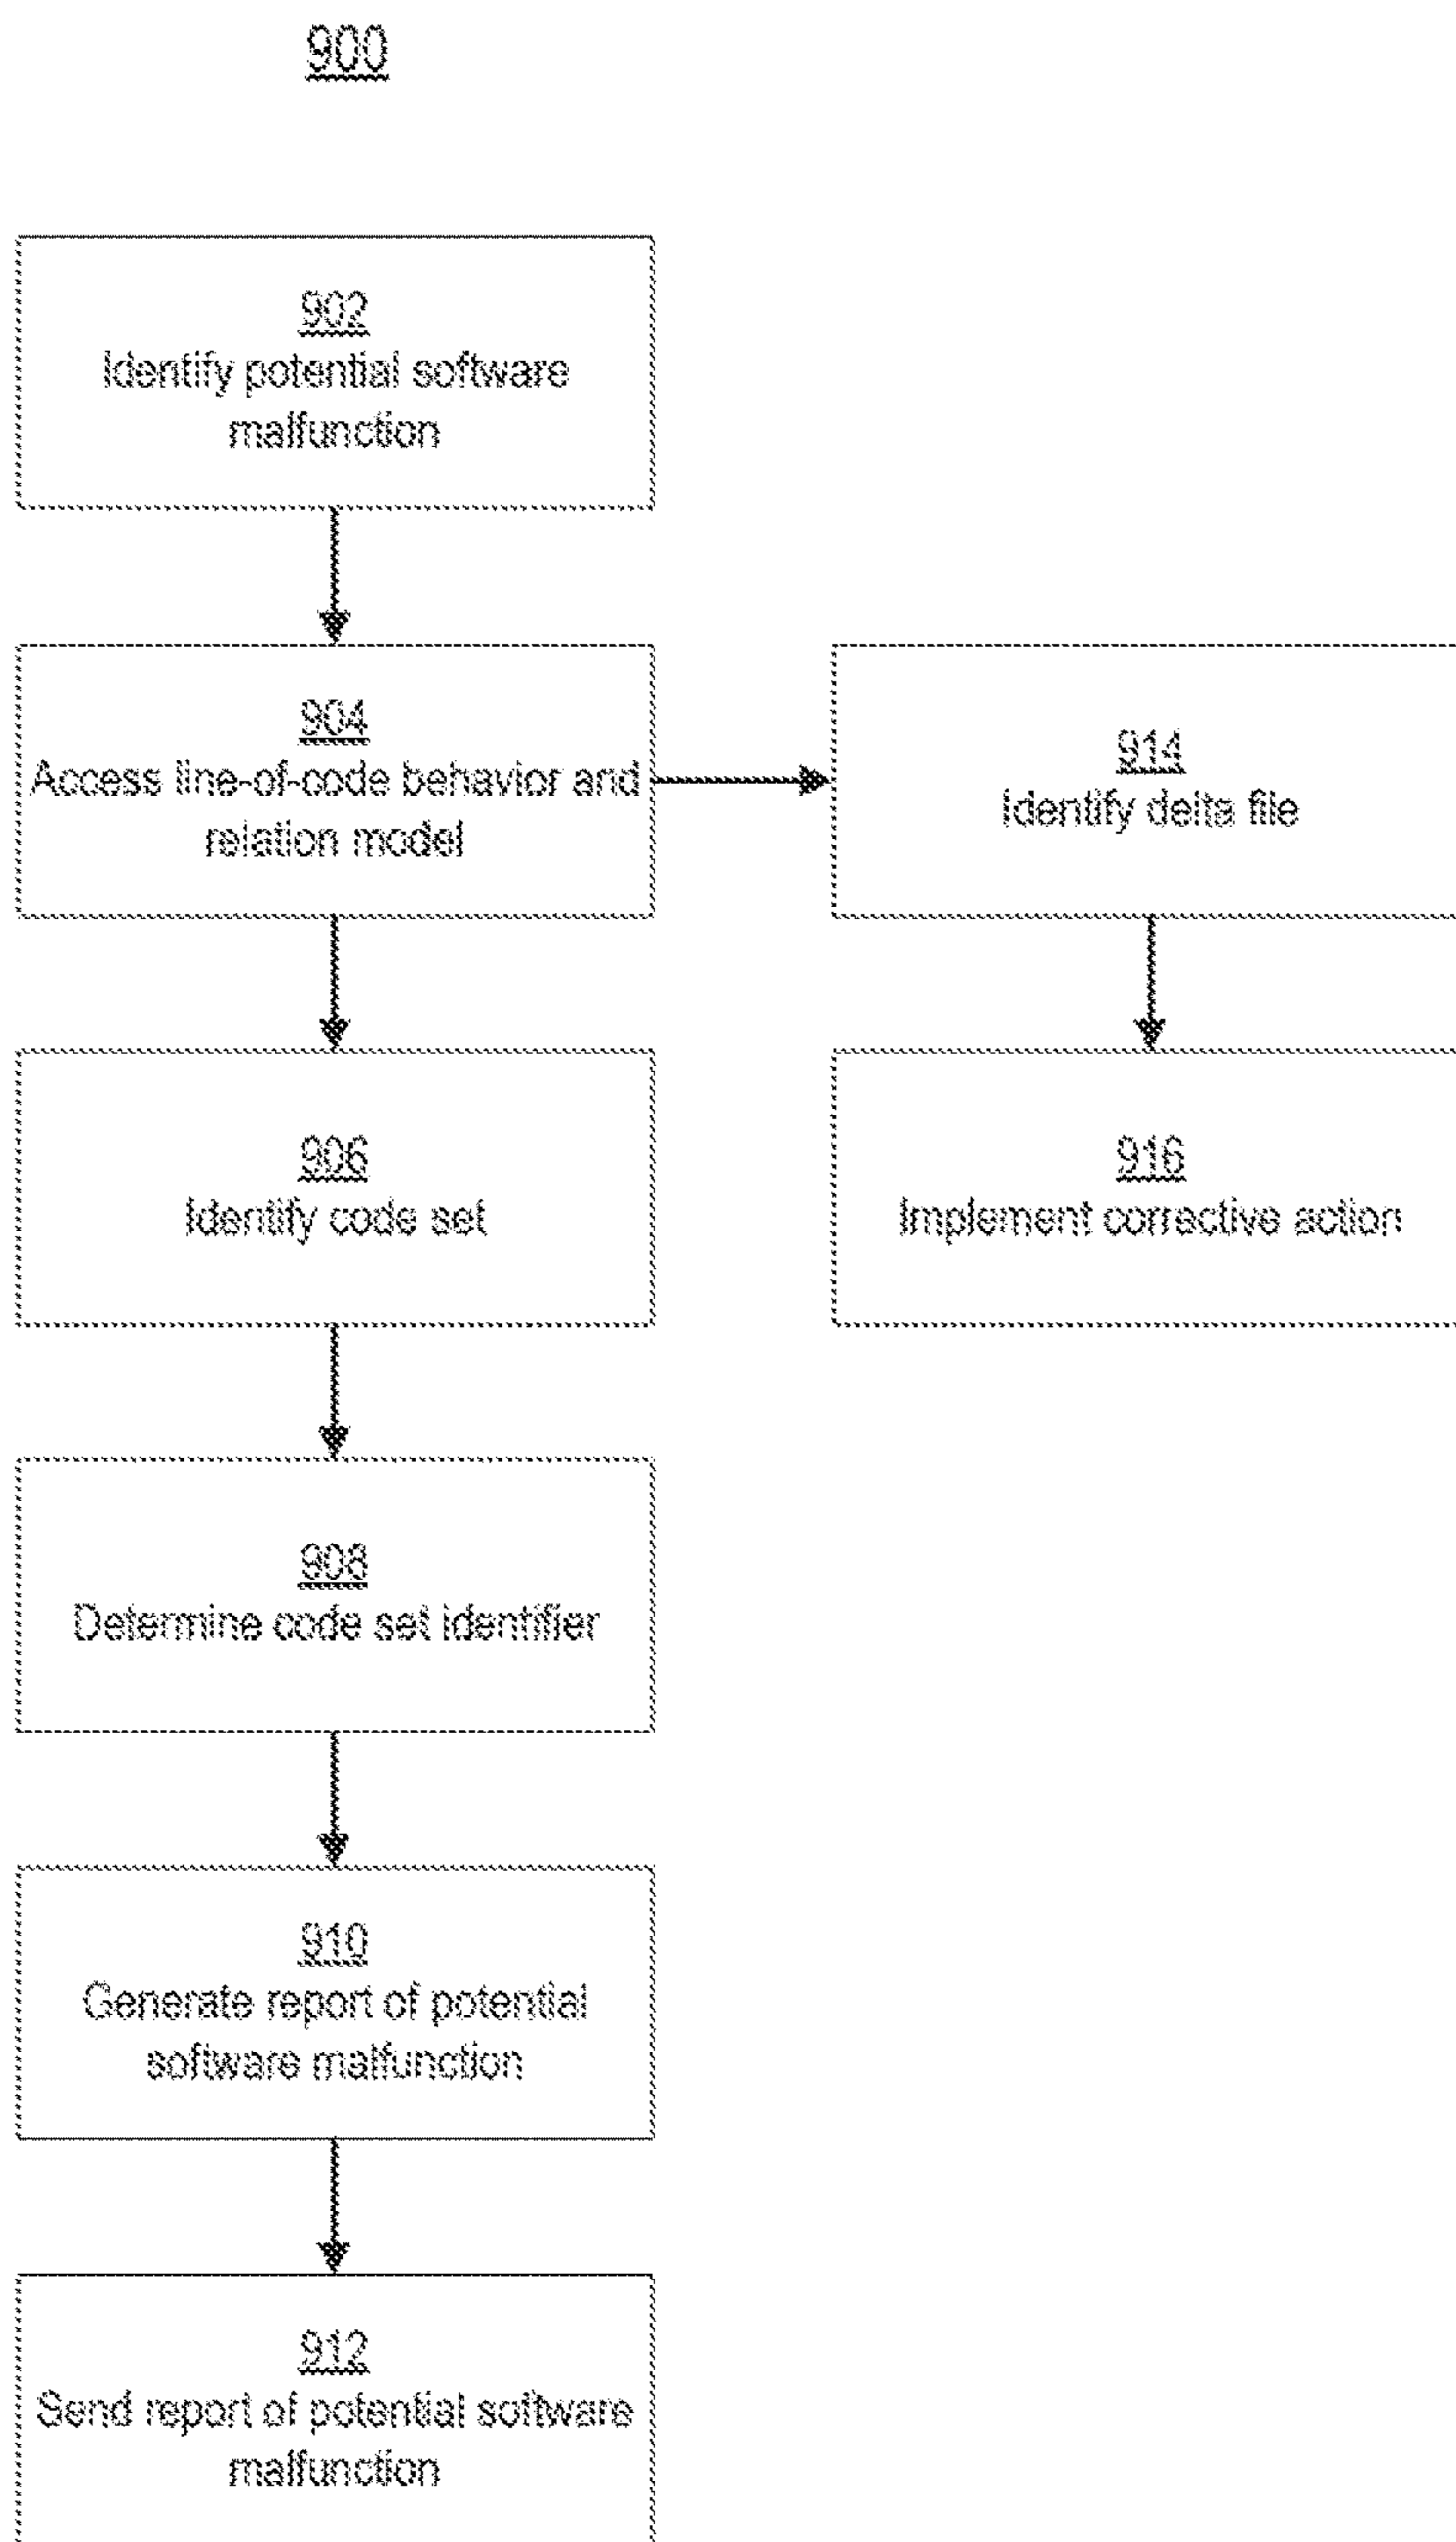 900
902
Identify potential software
malfunction
904
Access line-of-code behavior and
relation model
914
Identify delta file
906
Identify code set
916
Implement corrective action
908
Determine code set identifier
910
Generate report of potential
software malfunction
912
Send report of potential software
malfunction